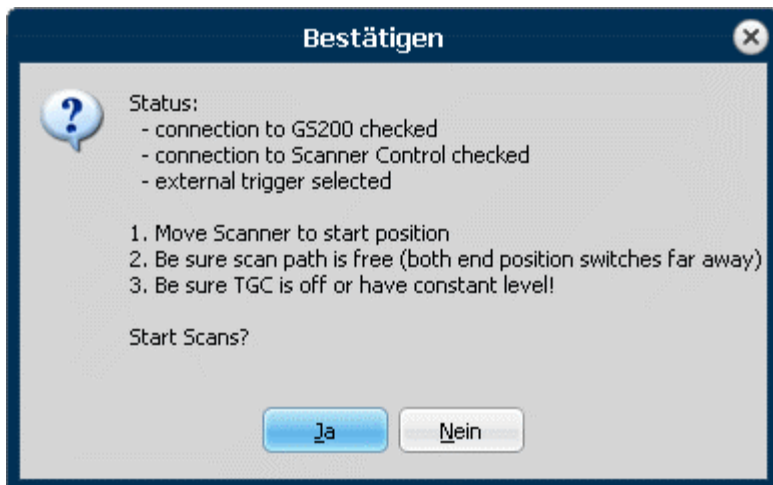 Bestätigen
Status:
- connection to GS200 checked
- connection to Scanner Control checked
- external trigger selected
1. Move Scanner to start position
2. Be sure scan path is free (both end position switches far away)
3. Be sure TGC is off or have constant level!
Start Scans?
Ja
Nein